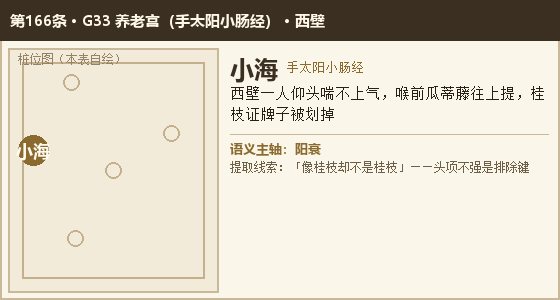 第166条・G33 养老宫（手太阳小肠经）・西壁
桩位图（本表自绘）
小海
小海 手太阳小肠经
西壁一人仰头喘不上气，喉前瓜蒂藤往上提，桂
枝证牌子被划掉
语义主轴：阳衰
提取线索：「像桂枝却不是桂枝」——头项不强是排除键